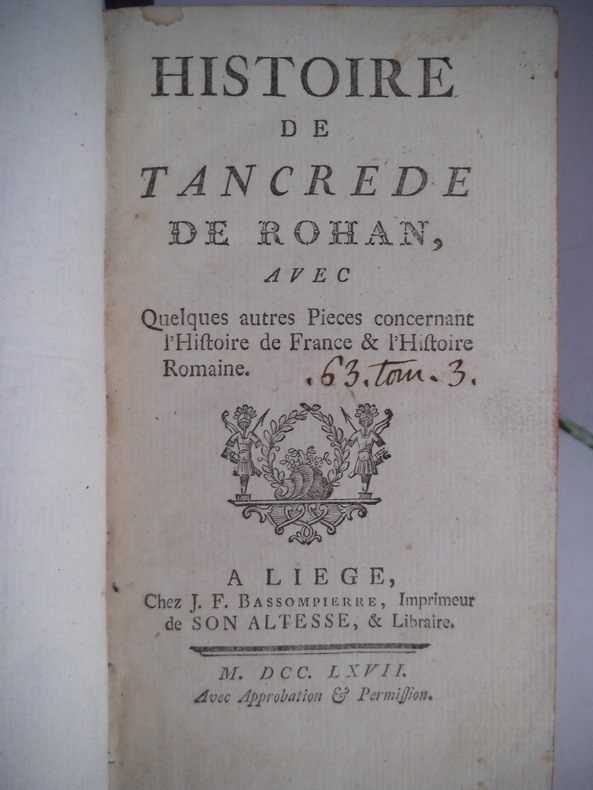 HISTOIRE
DE
TANCREDE
DE ROHAN,
AVEC
Quelques autres Pieces concernant
l'Hiſtoire de France & l'Hiſtoire
Romaine.
.63. tom. 3.
A LIEGE,
Chez J. F. BASSOMPIERRE, Imprimeur
de SON ALTESSE, & Libraire.
M. DCC. LXVII.
Avec Approbation & Permiſſion.